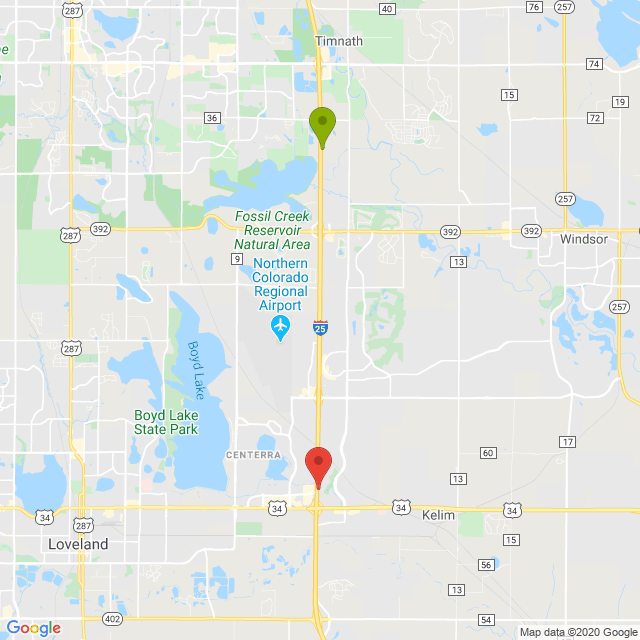 287
40
76
257
Timnath
ne
74
15
36
72
257
Fossil Creek
Reservoir
Natural Area
392
287
392
392
Windsor
9
13
Northern
Colorado
Regional
Airport
257
25
287
Boyd Lake
Boyd Lake
State Park
17
CENTERRA
60
13
34
34
34
34
Kelim
287
Loveland
15
56
13
402
54
Google
Map data ©2020 Google